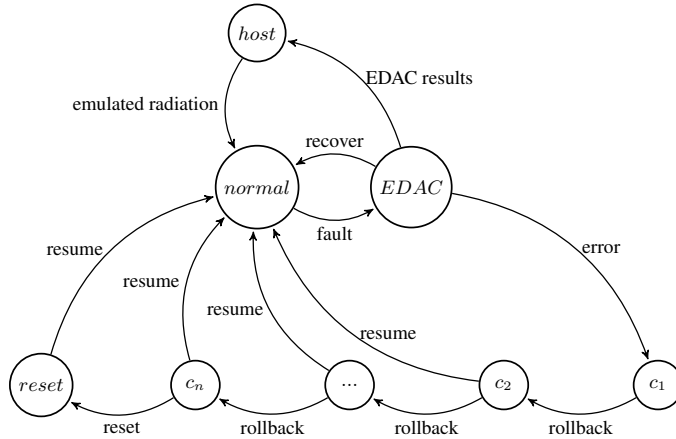 host
EDAC results
emulated radiation
recover
normal
EDAC
fault
error
resume
resume
resume
resume
reset
c_n
...
c_2
c_1
reset
rollback
rollback
rollback